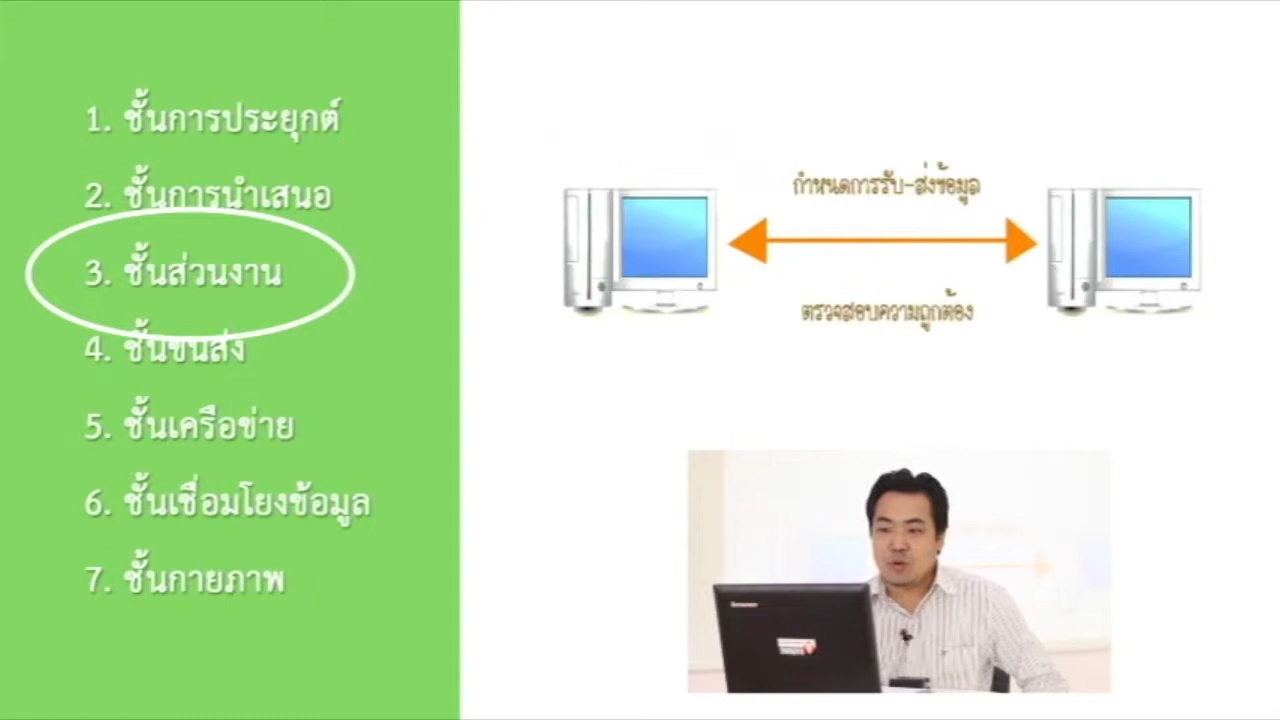 1. ชั้นการประยุกต์
2. ชั้นการนำเสนอ
3. ชั้นส่วนงาน
4. ชั้นขนส่ง
5. ชั้นเครือข่าย
6. ชั้นเชื่อมโยงข้อมูล
7. ชั้นกายภาพ
กำหนดการรับ-ส่งข้อมูล
ตรวจสอบความถูกต้อง
lenovo